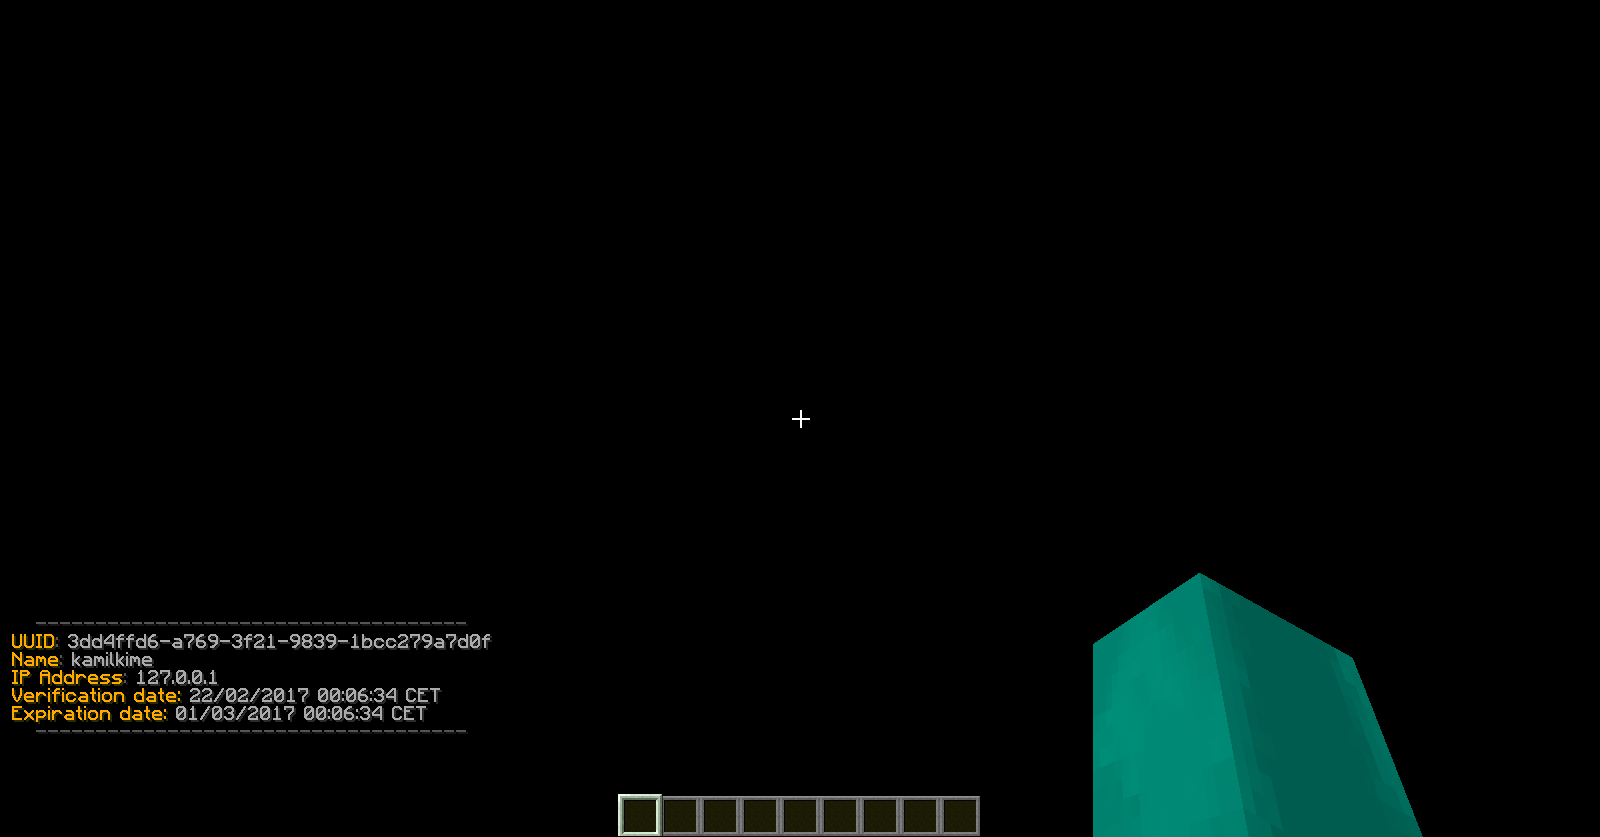 ------------------------------------
UUID: 3dd4ffd6-a769-3f21-9839-1bcc279a7d0f
Name: kamilkime
IP Address: 127.0.0.1
Verification date: 22/02/2017 00:06:34 CET
Expiration date: 01/03/2017 00:06:34 CET
------------------------------------